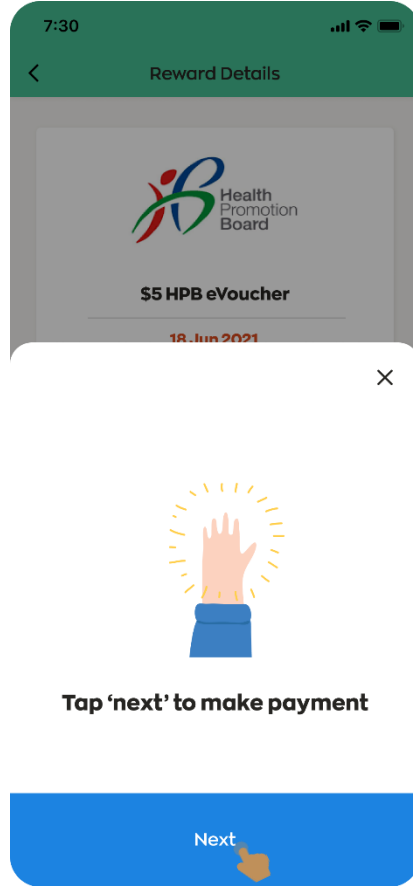 7:30
Reward Details
Health
Promotion
Board
$5 HPB eVoucher
18 Jun 2021
Tap ‘next’ to make payment
Next